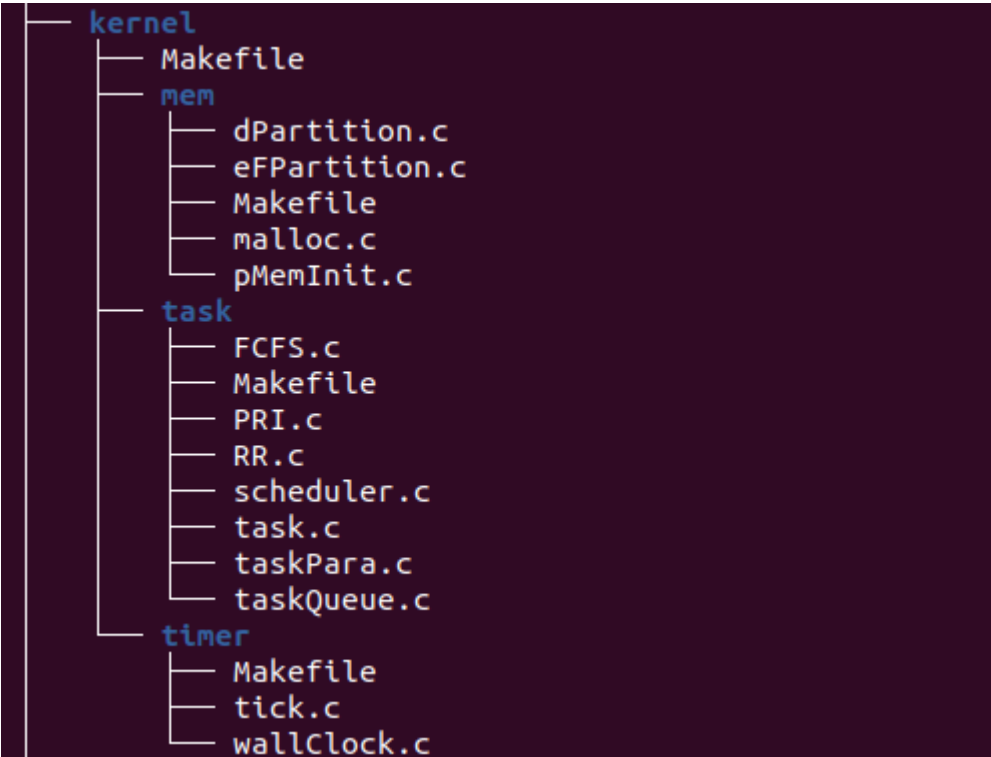 kernel
Makefile
mem
dPartition.c
eFPartition.c
Makefile
malloc.c
pMemInit.c
task
FCFS.c
Makefile
PRI.c
RR.c
scheduler.c
task.c
taskPara.c
taskQueue.c
timer
Makefile
tick.c
wallClock.c